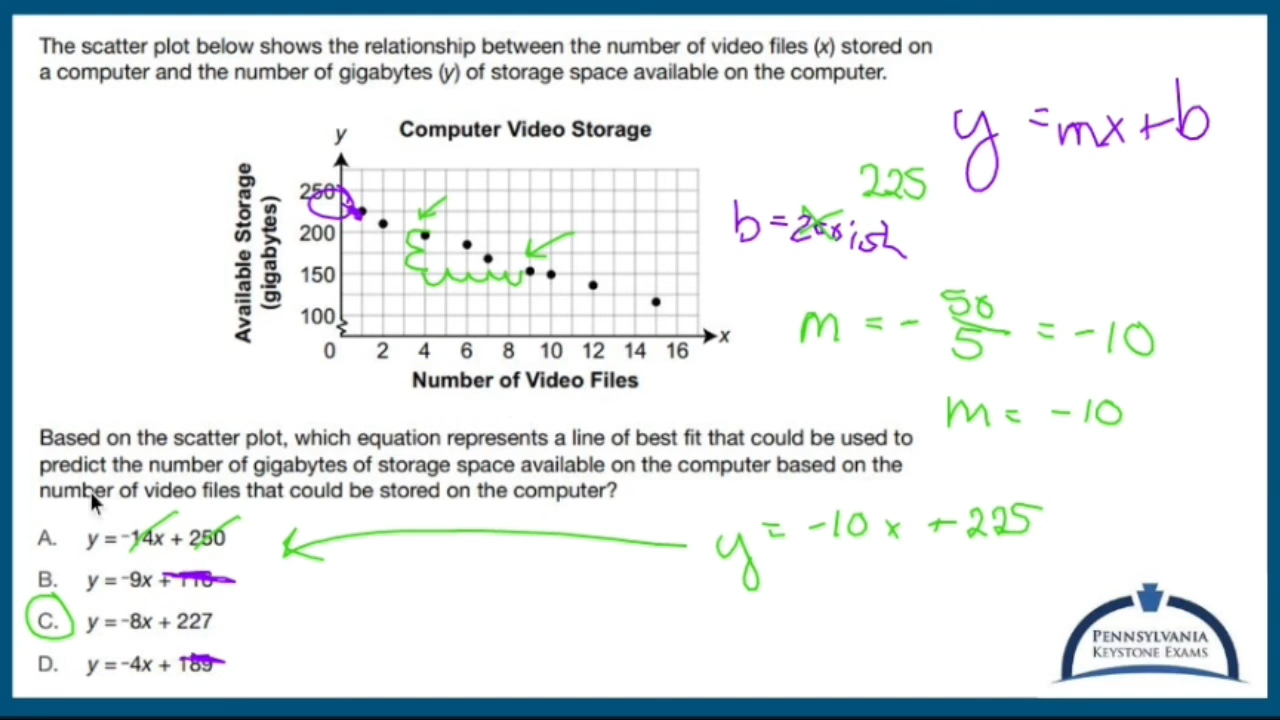 The scatter plot below shows the relationship between the number of video files (x) stored on
a computer and the number of gigabytes (y) of storage space available on the computer.
y = mx + b
Computer Video Storage
y
Available Storage
(gigabytes)
250
200
150
100
0 2 4 6 8 10 12 14 16 x
Number of Video Files
225
b = ish
m = - 50/5 = -10
m = -10
Based on the scatter plot, which equation represents a line of best fit that could be used to
predict the number of gigabytes of storage space available on the computer based on the
number of video files that could be stored on the computer?
A. y = -14x + 250
B. y = -9x +
C. y = -8x + 227
D. y = -4x + 189
y = -10x + 225
PENNSYLVANIA
KEYSTONE EXAMS